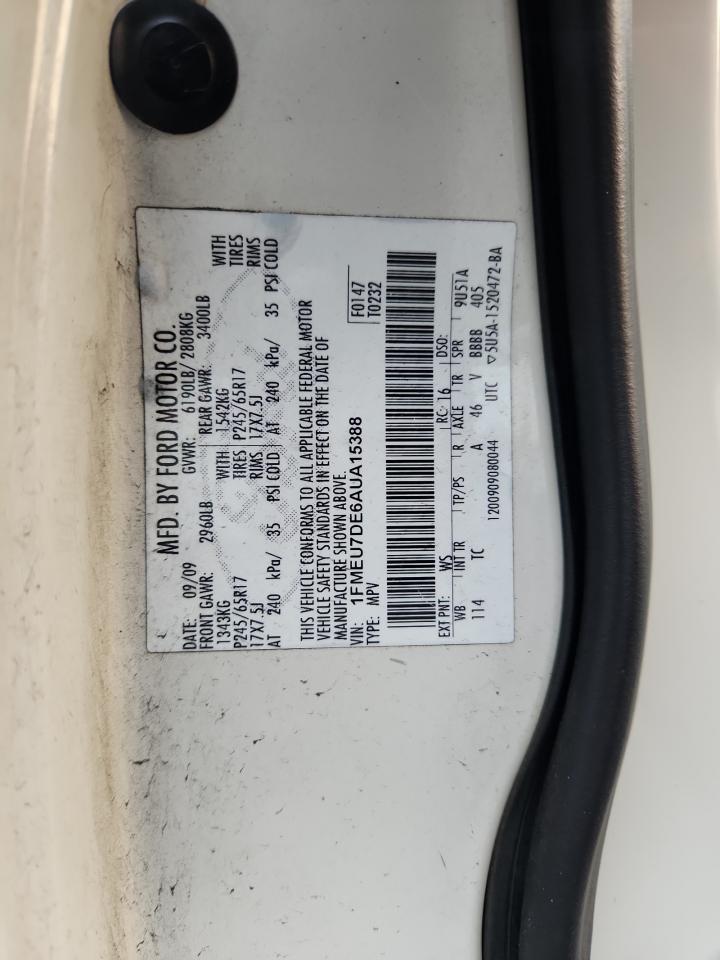 MFD. BY FORD MOTOR CO.
DATE: 09/09 GVWR: 6190LB/ 2808KG
FRONT GAWR: 2960LB REAR GAWR: 3400LB
1343KG WITH 1542KG WITH
P245/65R17 TIRES P245/65R17 TIRES
17X7.5J RIMS 17X7.5J RIMS
AT 240 kPa/ 35 PSI COLD AT 240 kPa/ 35 PSI COLD
THIS VEHICLE CONFORMS TO ALL APPLICABLE FEDERAL MOTOR
VEHICLE SAFETY STANDARDS IN EFFECT ON THE DATE OF
MANUFACTURE SHOWN ABOVE.
VIN: 1FMEU7DE6AUA15388 F0147
TYPE: MPV T0232
EXT PNT: WS RC: 16 DSO:
WB INT TR TP/PS R AXLE TR SPR 9U51A
114 TC A 46 V BBBB 405
1200909080044 UTC ▽5U5A-1520472-BA